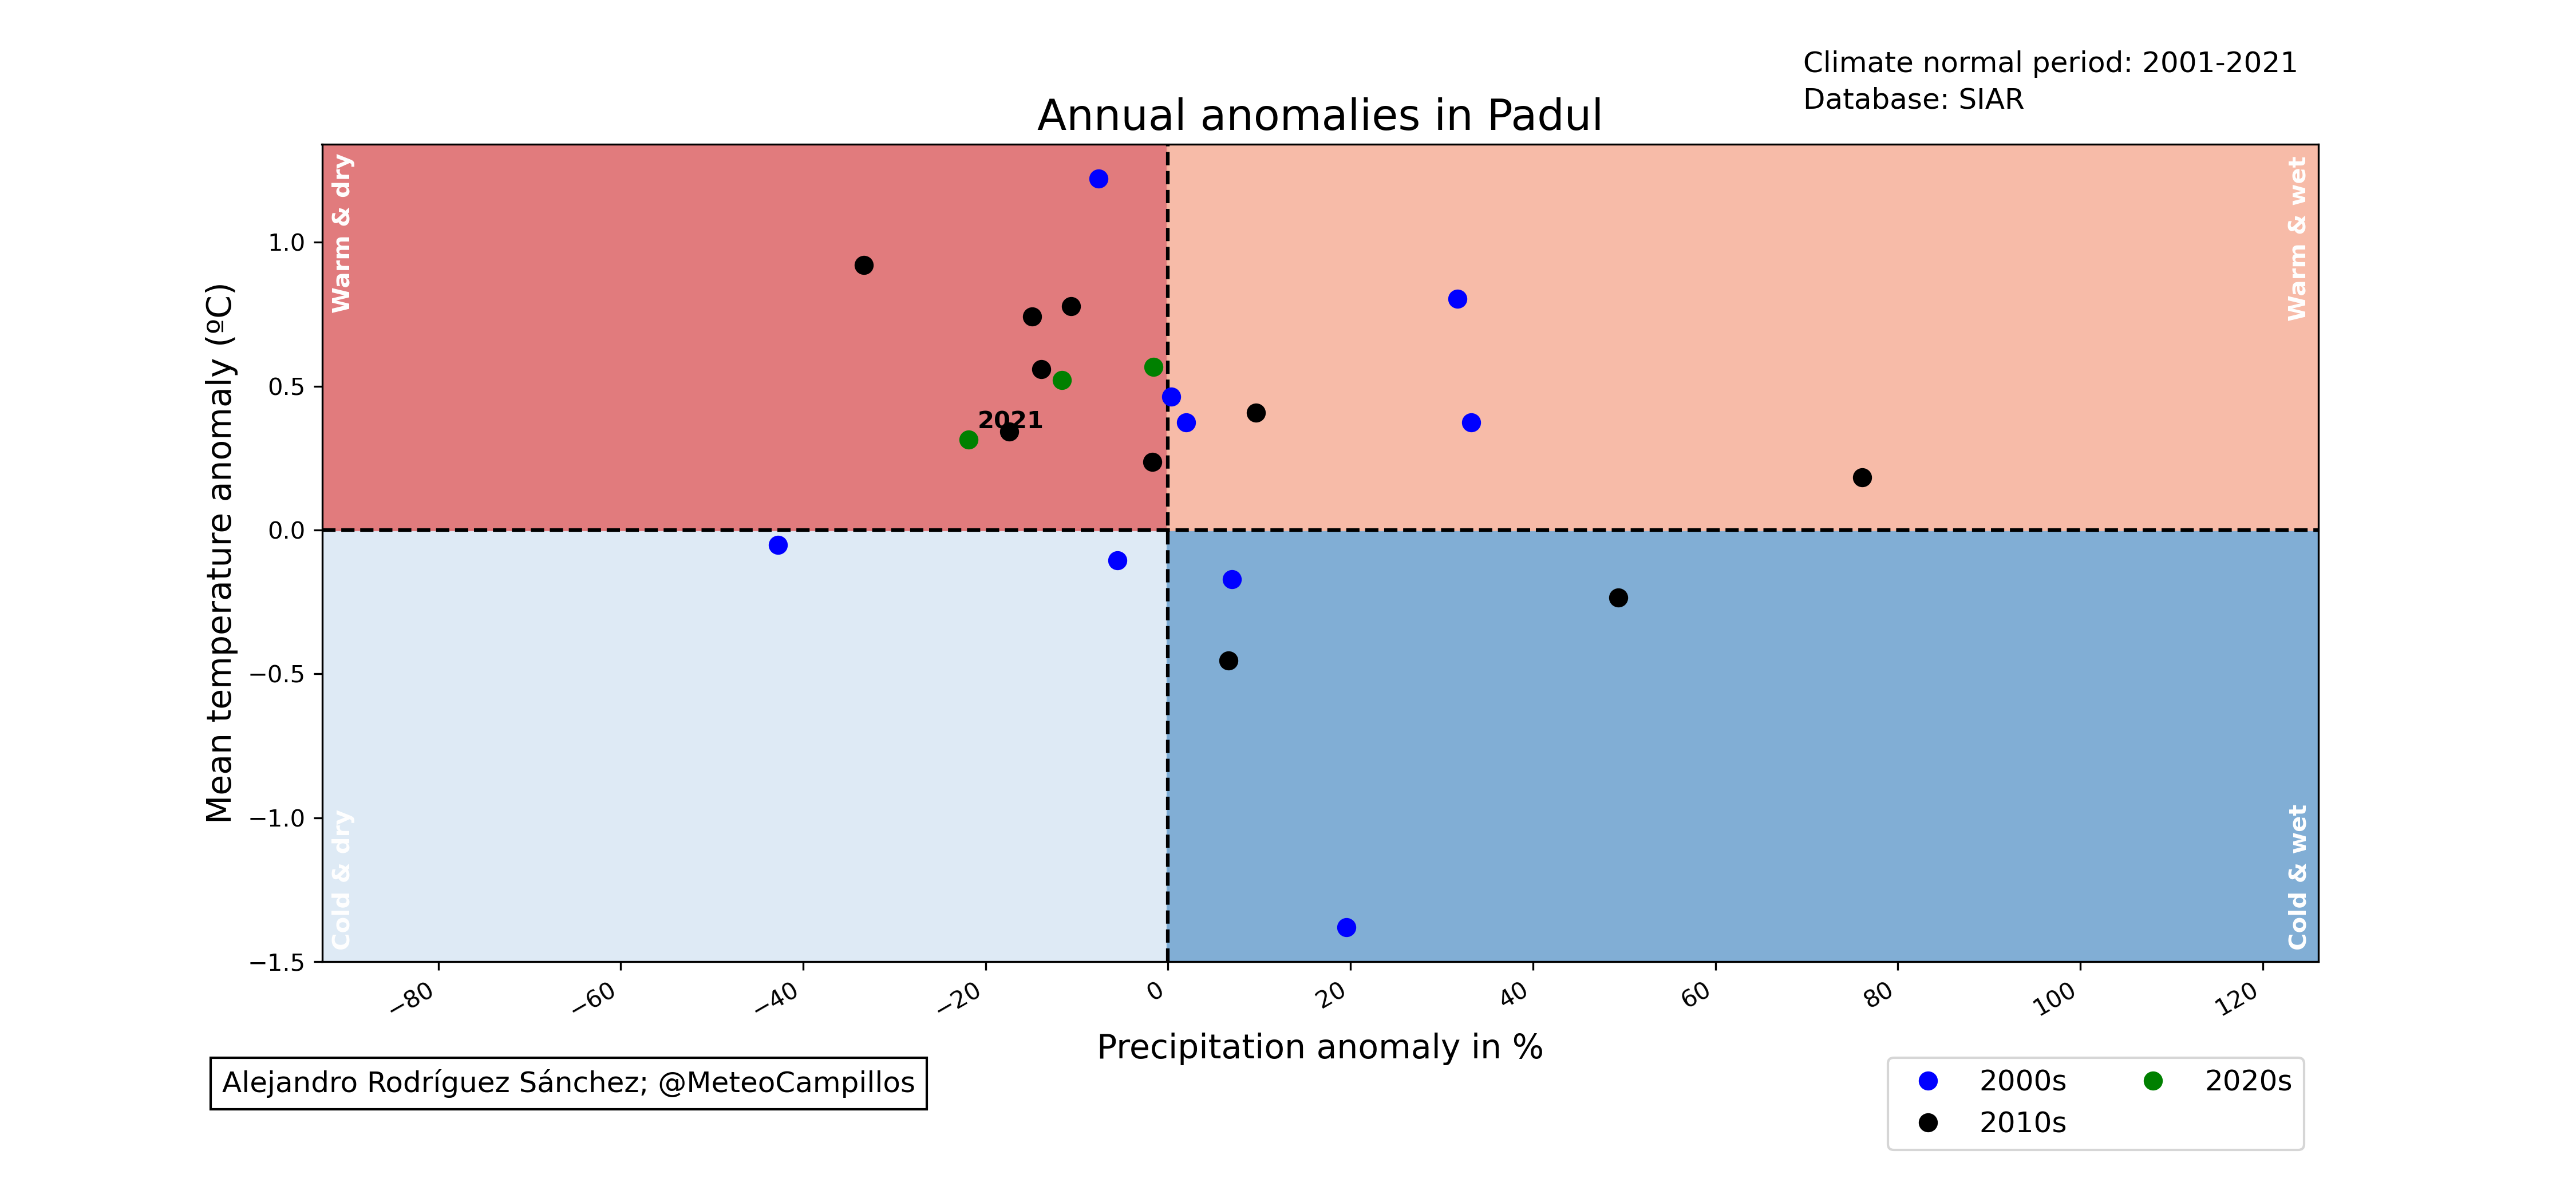 Climate normal period: 2001-2021
Database: SIAR
Annual anomalies in Padul
Warm & dry
Warm & wet
Cold & dry
Cold & wet
2021
Mean temperature anomaly (ºC)
1.0
0.5
0.0
−0.5
−1.0
−1.5
−80
−60
−40
−20
0
20
40
60
80
100
120
Precipitation anomaly in %
Alejandro Rodríguez Sánchez; @MeteoCampillos
2000s
2010s
2020s